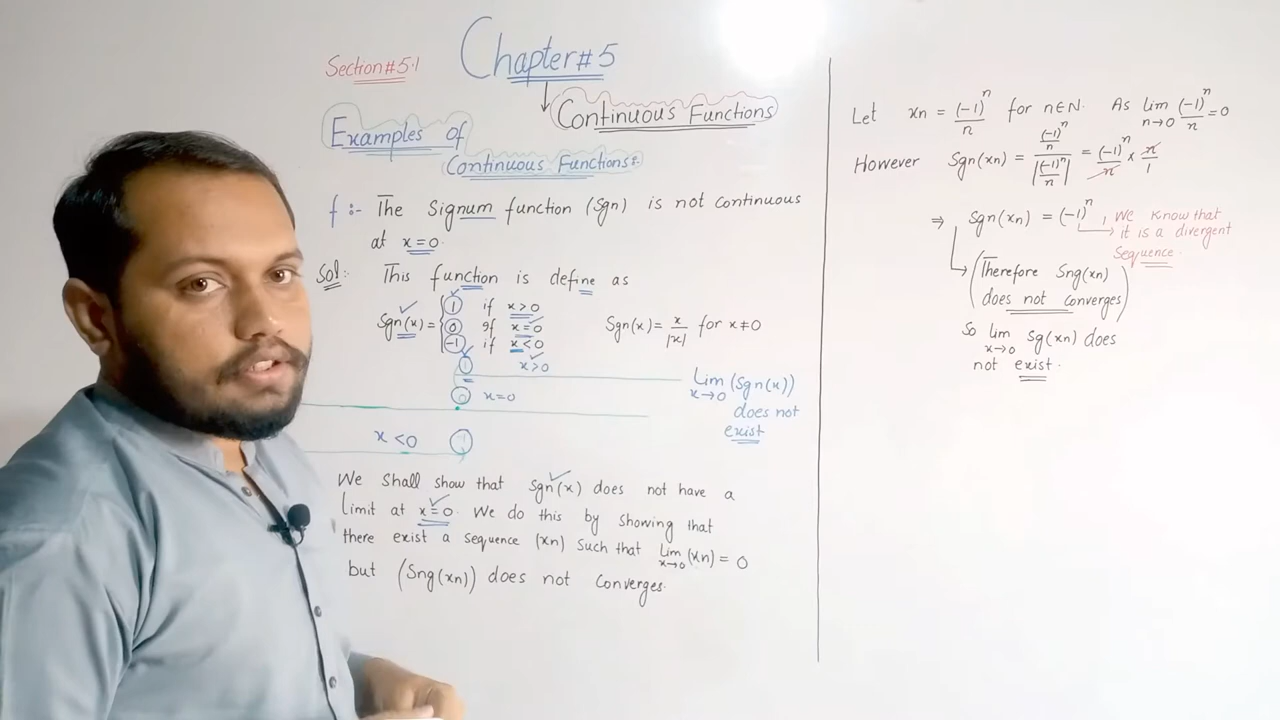 Section#5.1
Chapter#5
↓ Continuous Functions
Examples of
Continuous Functions:-
f :- The Signum function (Sgn) is not continuous
at x=0.
Sol: This function is define as
Sgn(x) = { 1 if x>0
0 if x=0
-1 if x<0
Sgn(x) = x/|x| for x≠0
1 x>0
0 x=0
x<0 -1
Lim x→0 (Sgn(x))
does not
exist
We Shall show that Sgn(x) does not have a
Limit at x=0. We do this by showing that
there exist a sequence (xn) Such that Lim x→0 (xn) = 0
but (Sng(xn)) does not Converges.
Let xn = (-1)^n/n for n∈N. As lim n→0 (-1)^n/n = 0
However Sgn(xn) = ((-1)^n/n)/|(-1)^n/n| = (-1)^n/n × n/1
⇒ Sgn(xn) = (-1)^n, We Know that
it is a divergent
Sequence.
(Therefore Sng(xn)
does not converges)
So lim x→0 Sg(xn) does
not exist.